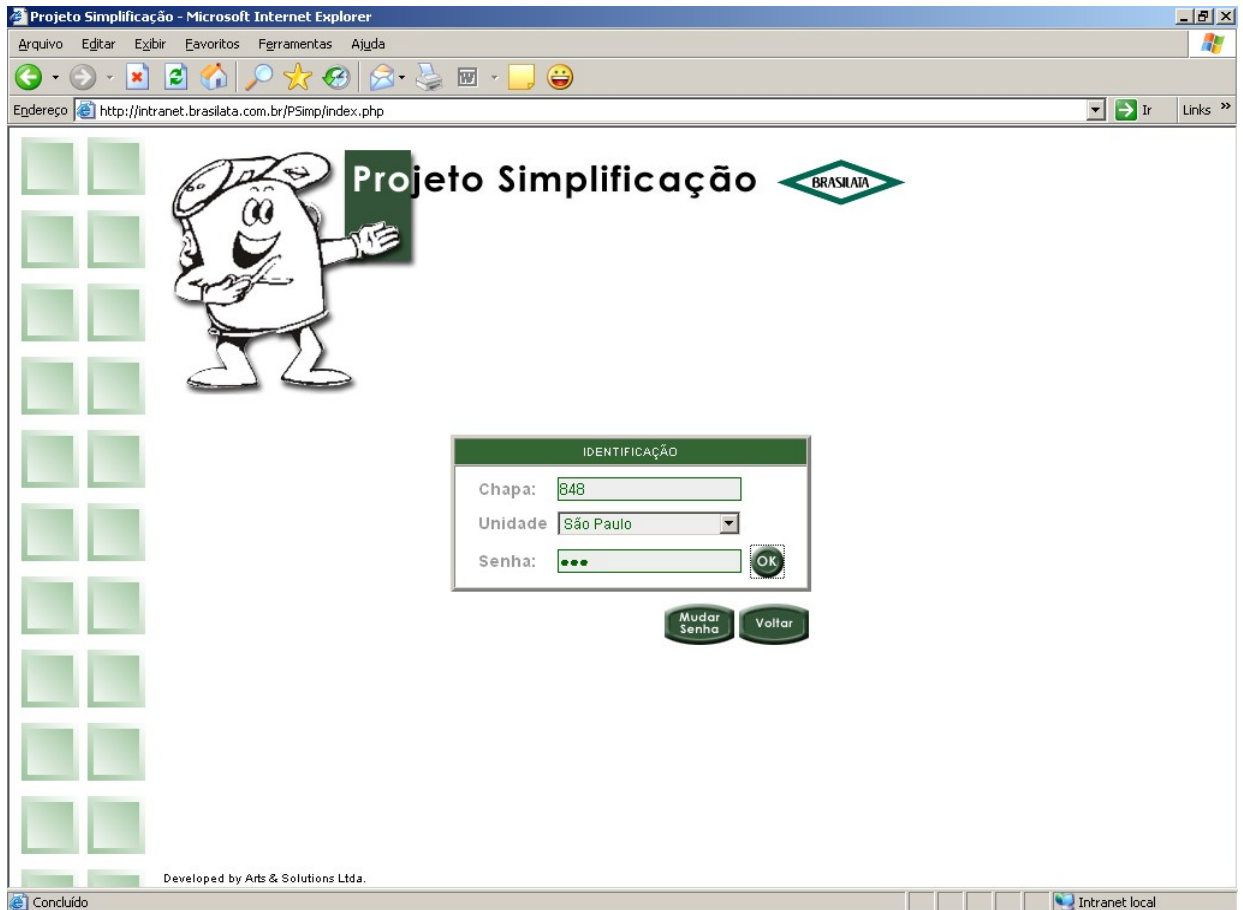 Projeto Simplificação - Microsoft Internet Explorer
Arquivo Editar Exibir Favoritos Ferramentas Ajuda
Endereço http://intranet.brasilata.com.br/PSimp/index.php Ir Links »
Projeto Simplificação BRASILATA
IDENTIFICAÇÃO
Chapa: 848
Unidade São Paulo
Senha: ••• OK
Mudar
Senha
Voltar
Developed by Arts & Solutions Ltda.
Concluído Intranet local